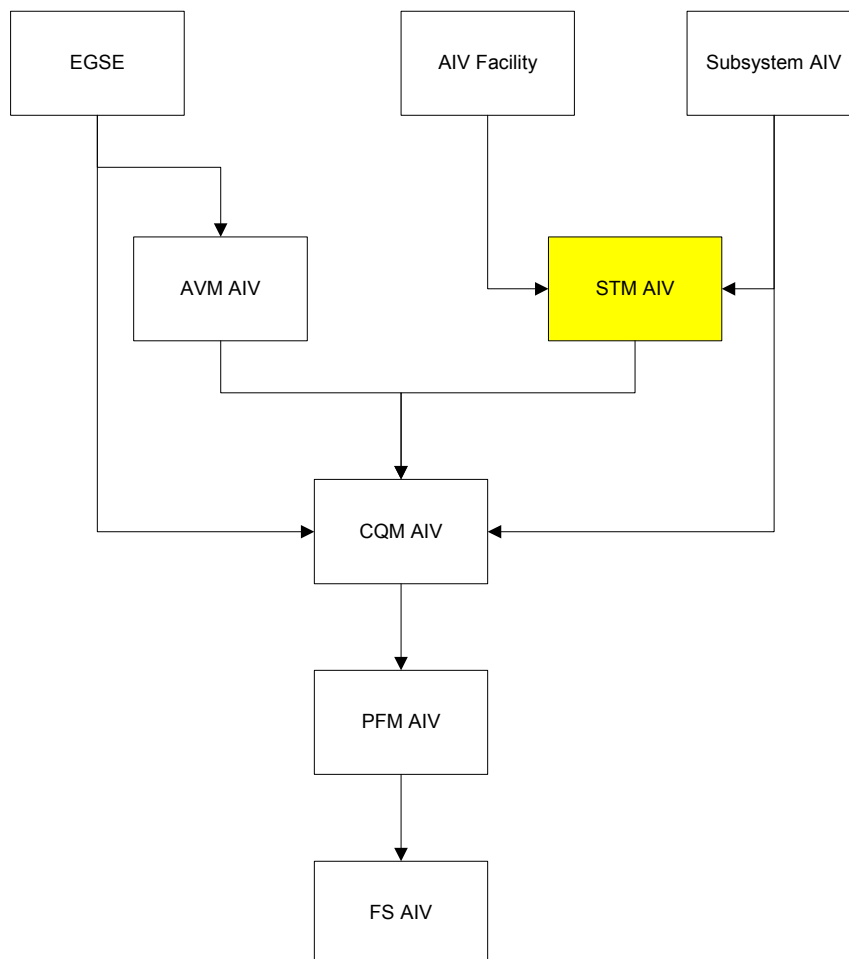 EGSE
AIV Facility
Subsystem AIV
AVM AIV
STM AIV
CQM AIV
PFM AIV
FS AIV